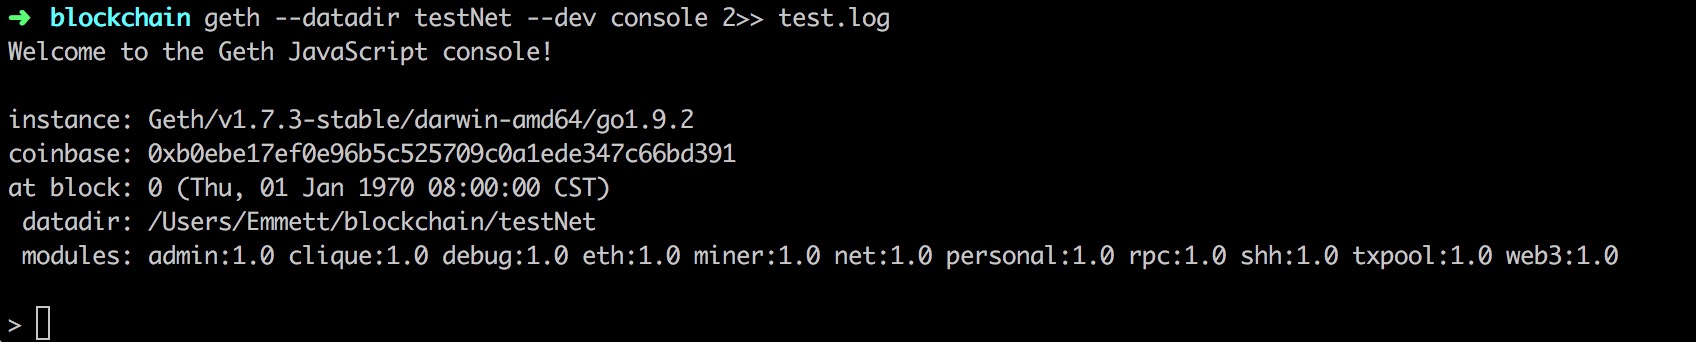 ➜ blockchain geth --datadir testNet --dev console 2>> test.log
Welcome to the Geth JavaScript console!
instance: Geth/v1.7.3-stable/darwin-amd64/go1.9.2
coinbase: 0xb0ebe17ef0e96b5c525709c0a1ede347c66bd391
at block: 0 (Thu, 01 Jan 1970 08:00:00 CST)
datadir: /Users/Emmett/blockchain/testNet
modules: admin:1.0 clique:1.0 debug:1.0 eth:1.0 miner:1.0 net:1.0 personal:1.0 rpc:1.0 shh:1.0 txpool:1.0 web3:1.0
>